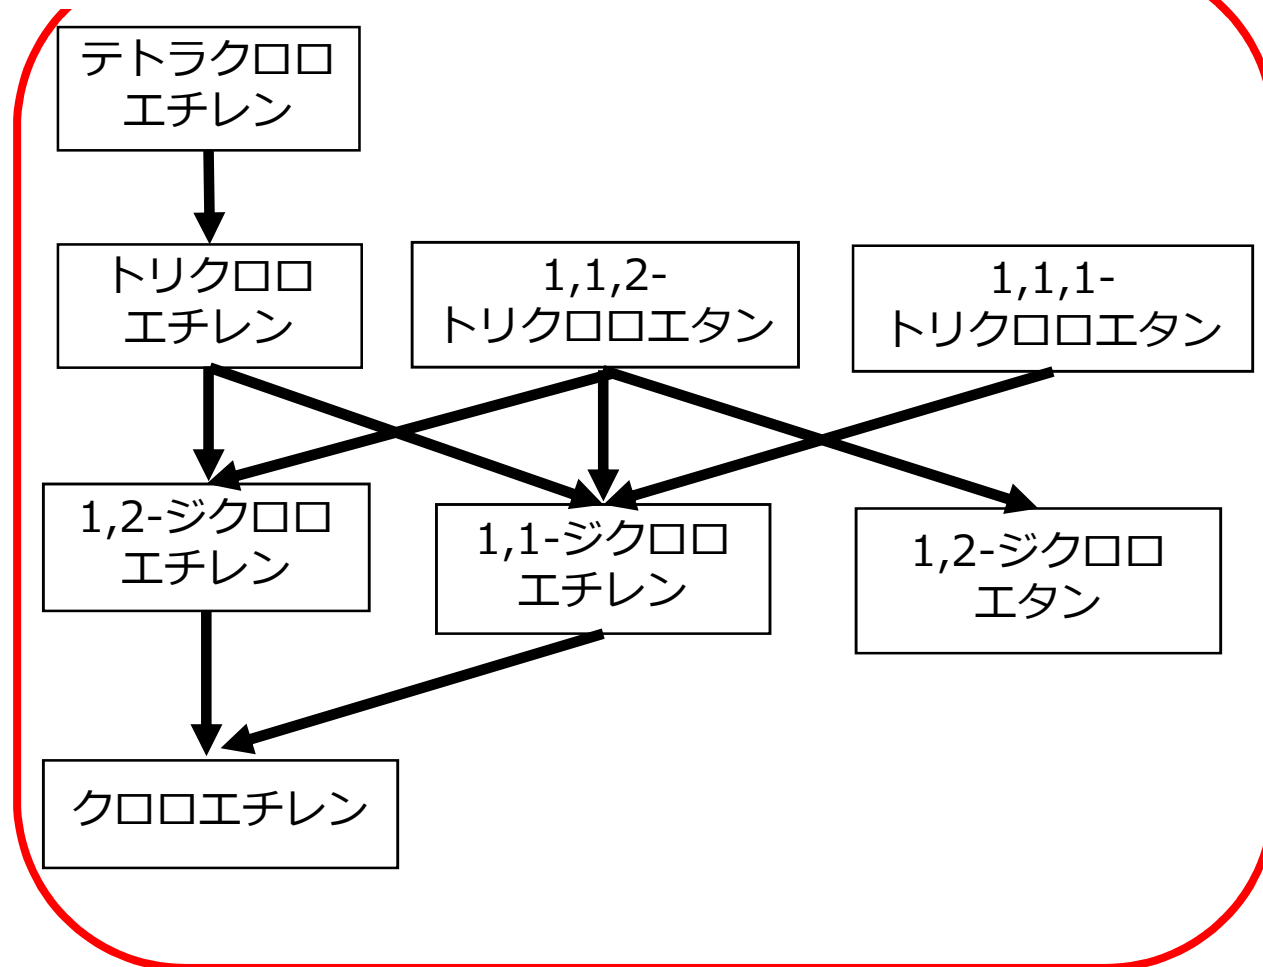 テトラクロロ
エチレン
トリクロロ
エチレン
1,1,2-
トリクロロエタン
1,1,1-
トリクロロエタン
1,2-ジクロロ
エチレン
1,1-ジクロロ
エチレン
1,2-ジクロロ
エタン
クロロエチレン